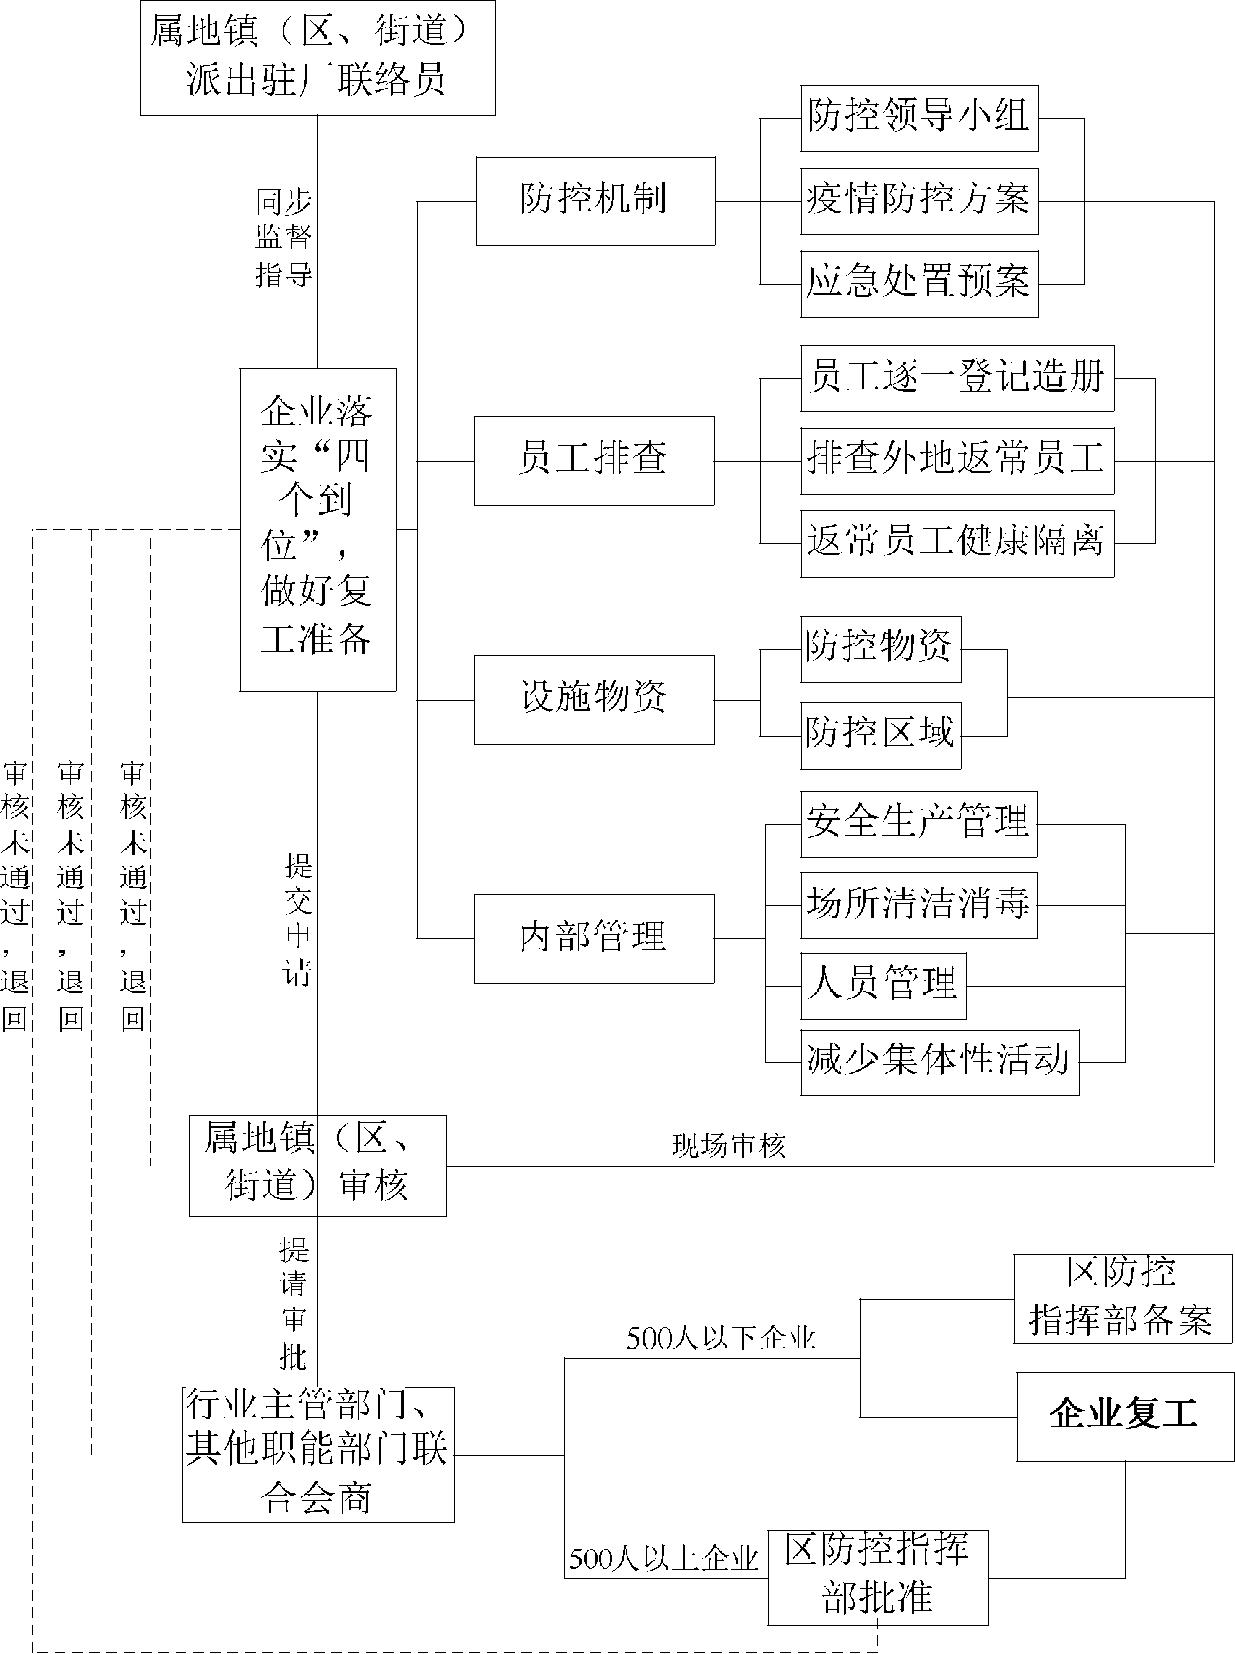 属地镇（区、街道）
派出驻厂联络员
同步
监督
指导
企业落
实“四
个到
位”，
做好复
工准备
防控机制
防控领导小组
疫情防控方案
应急处置预案
员工排查
员工逐一登记造册
排查外地返常员工
返常员工健康隔离
设施物资
防控物资
防控区域
内部管理
安全生产管理
场所清洁消毒
人员管理
减少集体性活动
审核未通过，退回
审核未通过，退回
审核未通过，退回
提交申请
属地镇（区、
街道）审核
现场审核
提请审批
行业主管部门、
其他职能部门联
合会商
500人以下企业
区防控
指挥部备案
企业复工
500人以上企业
区防控指挥
部批准